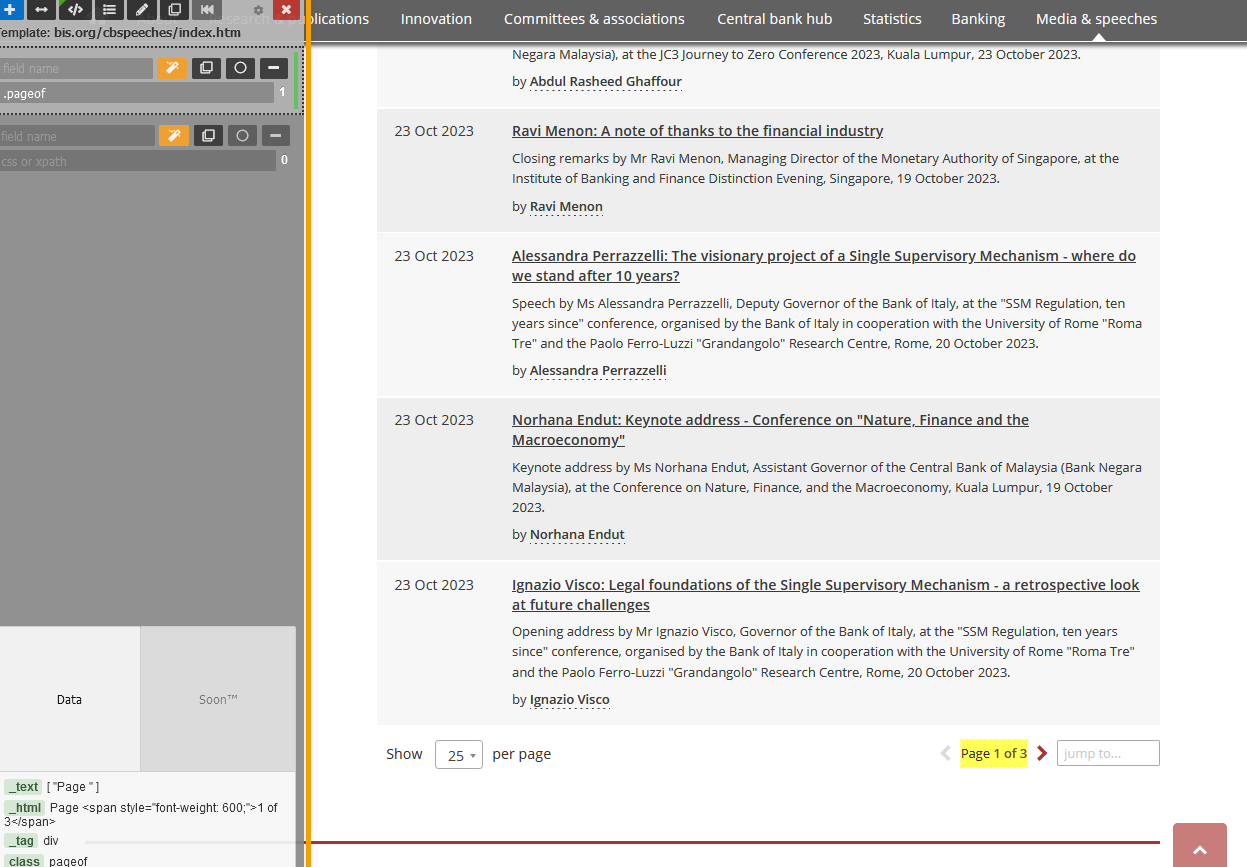 Research & publications Innovation Committees & associations Central bank hub Statistics Banking Media & speeches
Template: bis.org/cbspeeches/index.htm
field name
.pageof 1
field name
css or xpath 0
Negara Malaysia), at the JC3 Journey to Zero Conference 2023, Kuala Lumpur, 23 October 2023.
by Abdul Rasheed Ghaffour
23 Oct 2023 Ravi Menon: A note of thanks to the financial industry
Closing remarks by Mr Ravi Menon, Managing Director of the Monetary Authority of Singapore, at the
Institute of Banking and Finance Distinction Evening, Singapore, 19 October 2023.
by Ravi Menon
23 Oct 2023 Alessandra Perrazzelli: The visionary project of a Single Supervisory Mechanism - where do
we stand after 10 years?
Speech by Ms Alessandra Perrazzelli, Deputy Governor of the Bank of Italy, at the "SSM Regulation, ten
years since" conference, organised by the Bank of Italy in cooperation with the University of Rome "Roma
Tre" and the Paolo Ferro-Luzzi "Grandangolo" Research Centre, Rome, 20 October 2023.
by Alessandra Perrazzelli
23 Oct 2023 Norhana Endut: Keynote address - Conference on "Nature, Finance and the
Macroeconomy"
Keynote address by Ms Norhana Endut, Assistant Governor of the Central Bank of Malaysia (Bank Negara
Malaysia), at the Conference on Nature, Finance, and the Macroeconomy, Kuala Lumpur, 19 October
2023.
by Norhana Endut
23 Oct 2023 Ignazio Visco: Legal foundations of the Single Supervisory Mechanism - a retrospective look
at future challenges
Opening address by Mr Ignazio Visco, Governor of the Bank of Italy, at the "SSM Regulation, ten years
since" conference, organised by the Bank of Italy in cooperation with the University of Rome "Roma Tre"
and the Paolo Ferro-Luzzi "Grandangolo" Research Centre, Rome, 20 October 2023.
by Ignazio Visco
Show 25 per page Page 1 of 3 jump to...
Data Soon™
_text [ "Page " ]
_html Page <span style="font-weight: 600;">1 of
3</span>
_tag div
class pageof